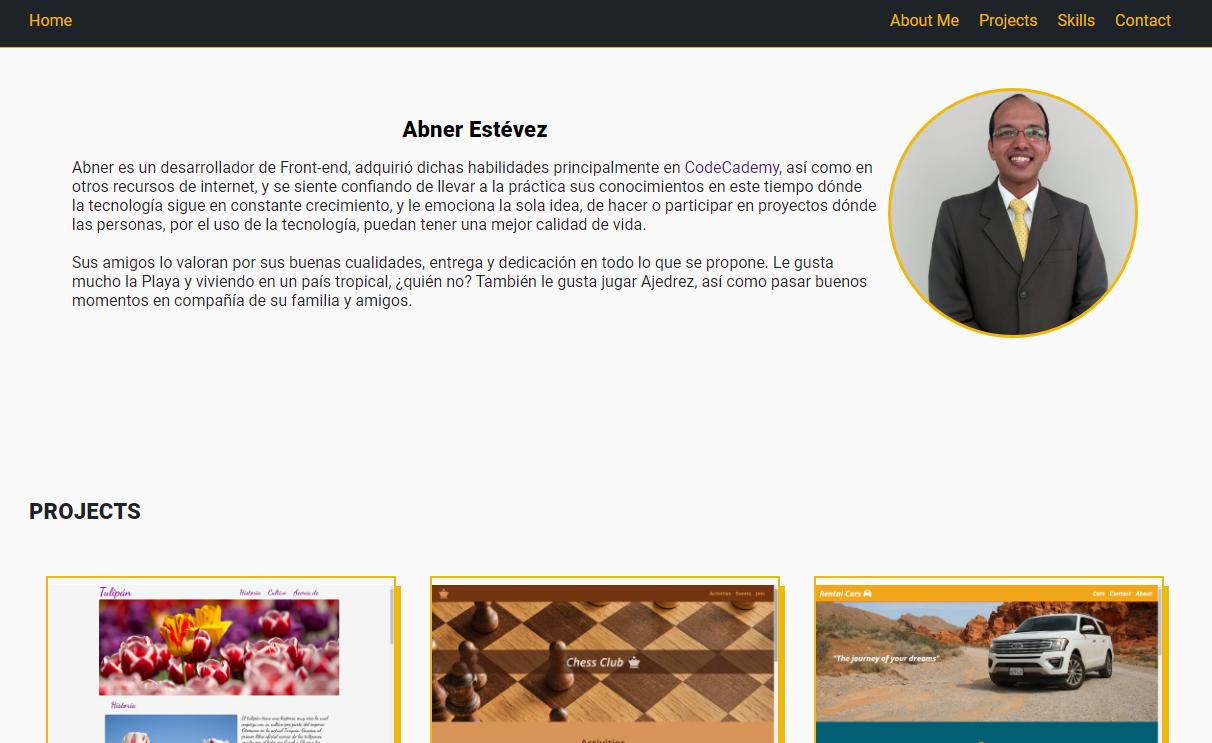 Home
About Me Projects Skills Contact
Abner Estévez
Abner es un desarrollador de Front-end, adquirió dichas habilidades principalmente en CodeCademy, así como en
otros recursos de internet, y se siente confiando de llevar a la práctica sus conocimientos en este tiempo dónde
la tecnología sigue en constante crecimiento, y le emociona la sola idea, de hacer o participar en proyectos dónde
las personas, por el uso de la tecnología, puedan tener una mejor calidad de vida.
Sus amigos lo valoran por sus buenas cualidades, entrega y dedicación en todo lo que se propone. Le gusta
mucho la Playa y viviendo en un país tropical, ¿quién no? También le gusta jugar Ajedrez, así como pasar buenos
momentos en compañía de su familia y amigos.
PROJECTS
Tulipán
Historia Cultivo Acerca de
Historia
Activities Events Join
Chess Club
Activities
Rental Cars
Cars Contact About
"The journey of your dreams"